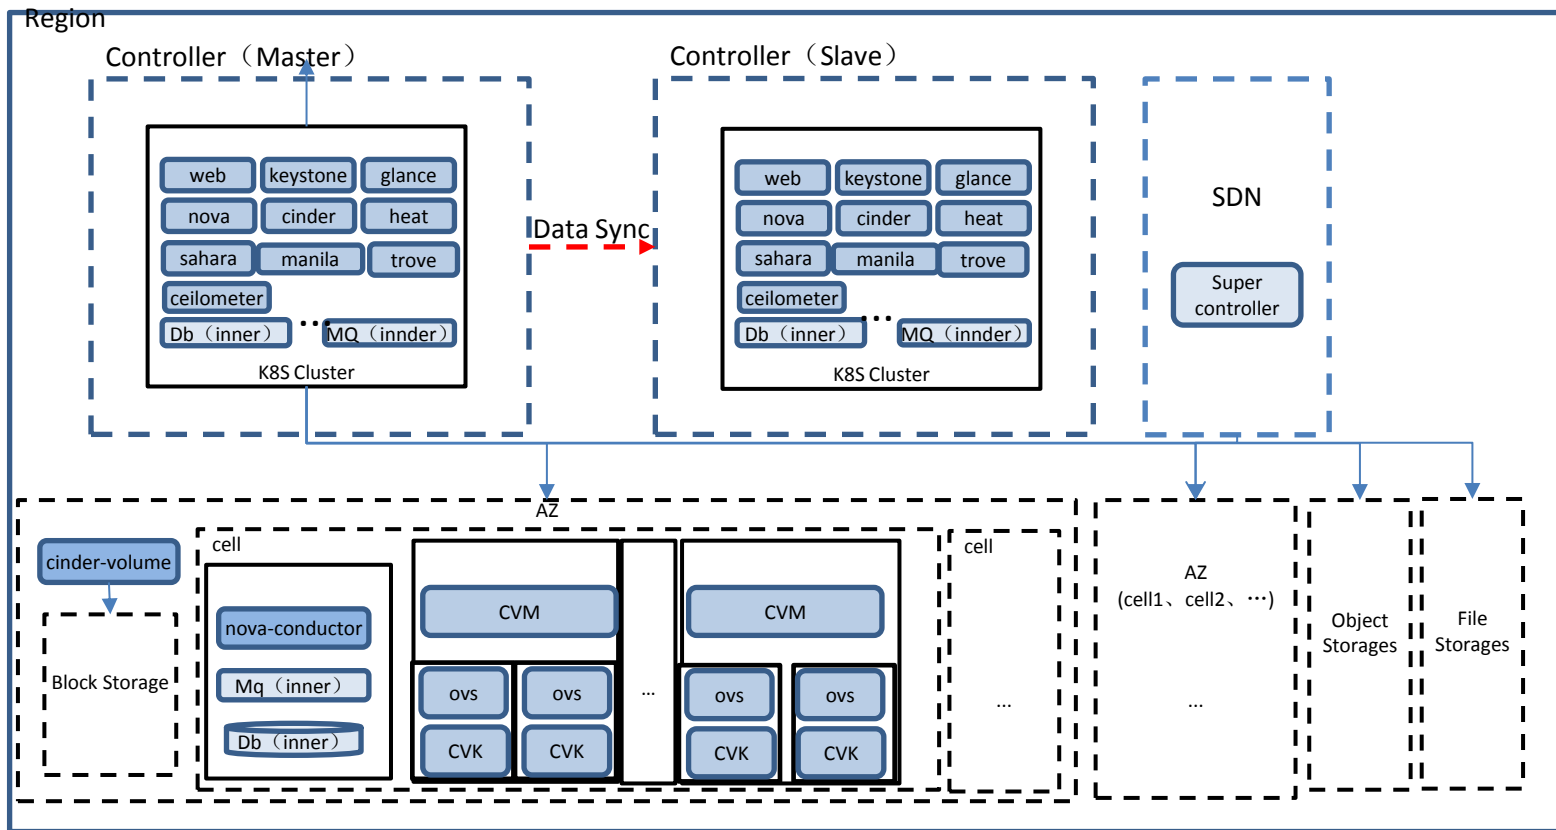 Region
Controller（Master）
Controller（Slave）
web
keystone
glance
nova
cinder
heat
sahara
manila
trove
ceilometer
...
Db（inner）
MQ（innder）
K8S Cluster
Data Sync
web
keystone
glance
nova
cinder
heat
sahara
manila
trove
ceilometer
...
Db（inner）
MQ（innder）
K8S Cluster
SDN
Super
controller
AZ
cinder-volume
Block Storage
cell
nova-conductor
Mq（inner）
Db（inner）
CVM
ovs
ovs
CVK
CVK
...
CVM
ovs
ovs
CVK
CVK
cell
...
AZ
(cell1、cell2、…)
...
Object
Storages
File
Storages